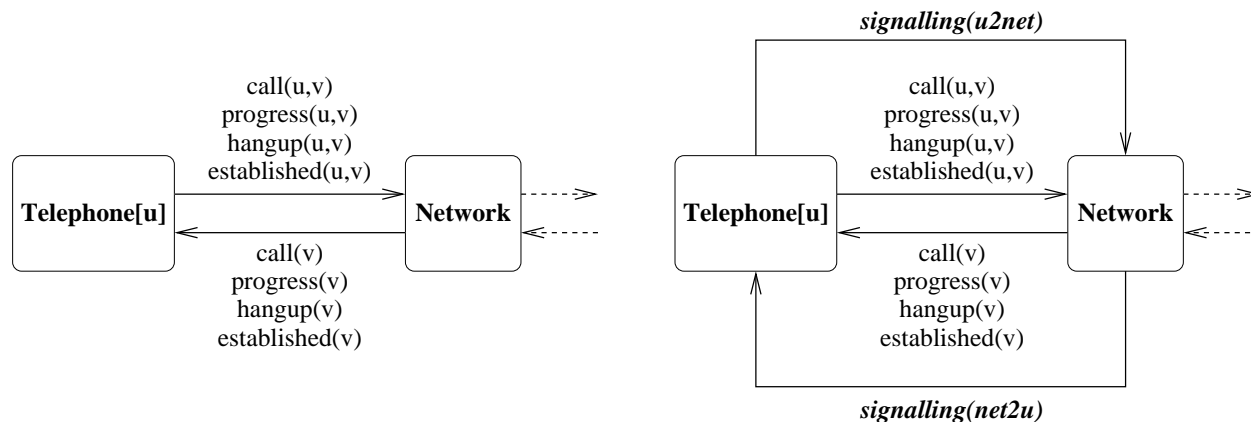 call(u,v)
progress(u,v)
hangup(u,v)
established(u,v)
Telephone[u]
Network
call(v)
progress(v)
hangup(v)
established(v)
signalling(u2net)
call(u,v)
progress(u,v)
hangup(u,v)
established(u,v)
Telephone[u]
Network
call(v)
progress(v)
hangup(v)
established(v)
signalling(net2u)